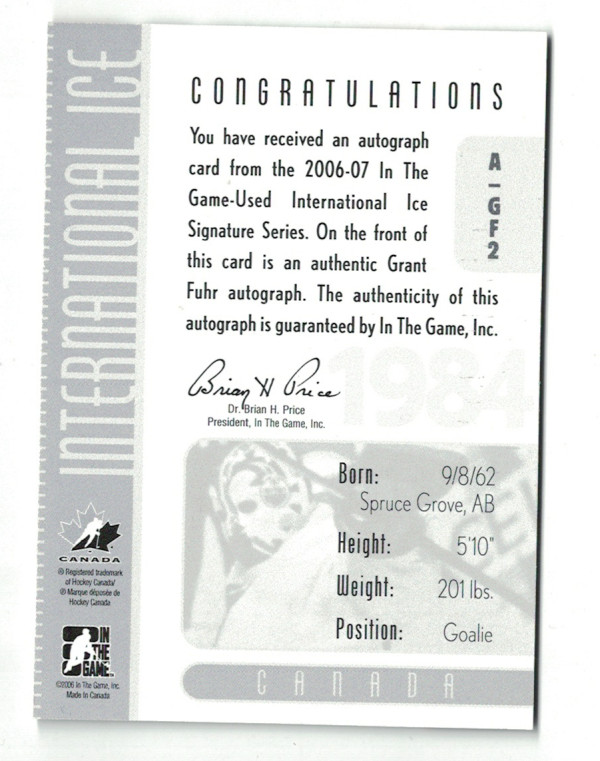 INTERNATIONAL ICE
CONGRATULATIONS
You have received an autograph
card from the 2006-07 In The
Game-Used International Ice
Signature Series. On the front of
this card is an authentic Grant
Fuhr autograph. The authenticity of this
autograph is guaranteed by In The Game, Inc.
A-GF2
Brian H Price
Dr. Brian H. Price
President, In The Game, Inc.
1984
Born: 9/8/62
Spruce Grove, AB
Height: 5'10"
Weight: 201 lbs.
Position: Goalie
CANADA
CANADA
® Registered trademark
of Hockey Canada/
® Marque déposée de
Hockey Canada
IN
THE
GAME
©2006 In The Game, Inc.
Made In Canada